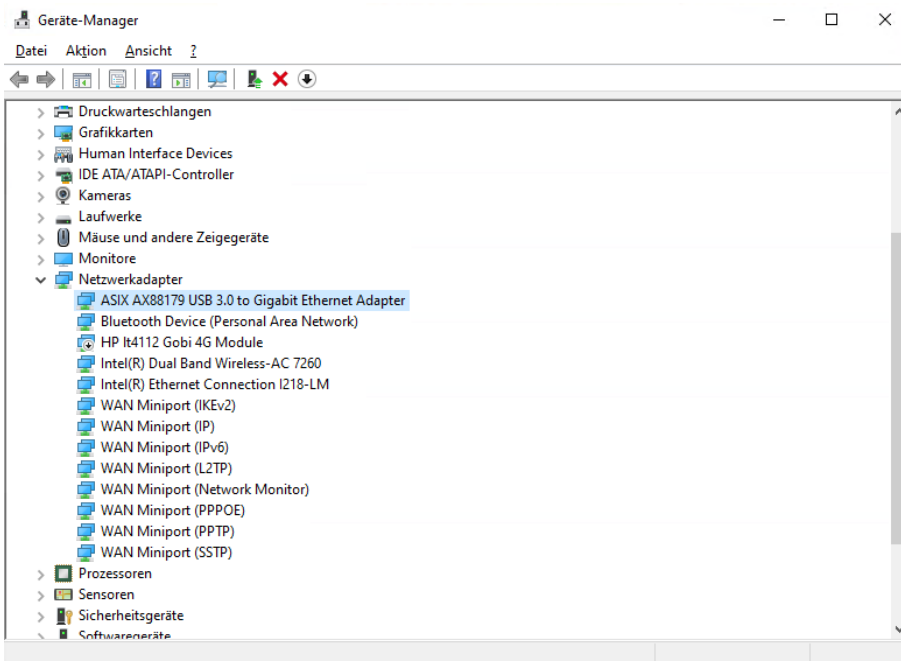 Geräte-Manager
Datei Aktion Ansicht ?
Druckwarteschlangen
Grafikkarten
Human Interface Devices
IDE ATA/ATAPI-Controller
Kameras
Laufwerke
Mäuse und andere Zeigegeräte
Monitore
Netzwerkadapter
ASIX AX88179 USB 3.0 to Gigabit Ethernet Adapter
Bluetooth Device (Personal Area Network)
HP lt4112 Gobi 4G Module
Intel(R) Dual Band Wireless-AC 7260
Intel(R) Ethernet Connection I218-LM
WAN Miniport (IKEv2)
WAN Miniport (IP)
WAN Miniport (IPv6)
WAN Miniport (L2TP)
WAN Miniport (Network Monitor)
WAN Miniport (PPPOE)
WAN Miniport (PPTP)
WAN Miniport (SSTP)
Prozessoren
Sensoren
Sicherheitsgeräte
Softwaregeräte